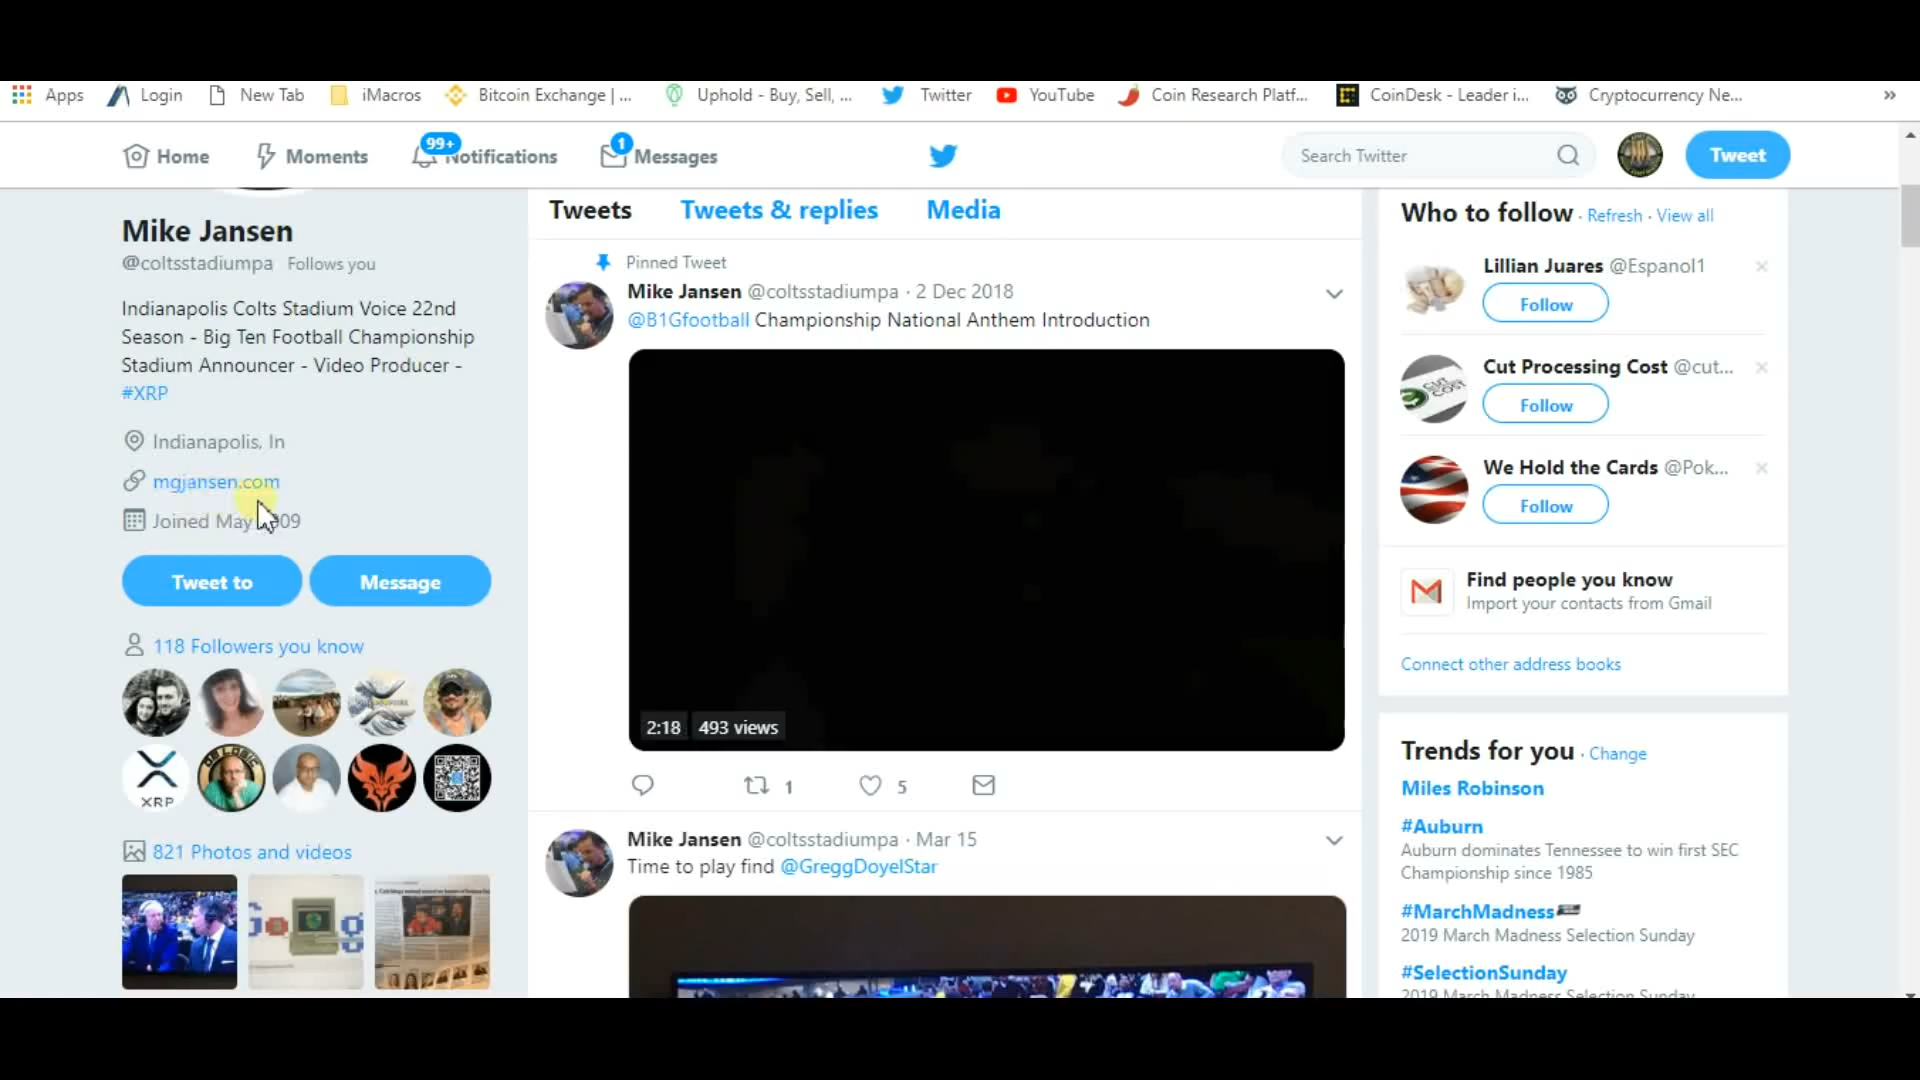 Apps Login New Tab iMacros Bitcoin Exchange | ... Uphold - Buy, Sell, ... Twitter YouTube Coin Research Platf... CoinDesk - Leader i... Cryptocurrency Ne... »
Home Moments 99+ Notifications 1 Messages Search Twitter Tweet
Mike Jansen
@coltsstadiumpa Follows you
Indianapolis Colts Stadium Voice 22nd
Season - Big Ten Football Championship
Stadium Announcer - Video Producer -
#XRP
Indianapolis, In
mgjansen.com
Joined May 09
Tweet to Message
118 Followers you know
XRP
821 Photos and videos
Tweets Tweets & replies Media
Pinned Tweet
Mike Jansen @coltsstadiumpa · 2 Dec 2018
@B1Gfootball Championship National Anthem Introduction
2:18 493 views
1 5
Mike Jansen @coltsstadiumpa · Mar 15
Time to play find @GreggDoyelStar
Who to follow · Refresh · View all
Lillian Juares @Espanol1
Follow
Cut Processing Cost @cut...
Follow
We Hold the Cards @Pok...
Follow
Find people you know
Import your contacts from Gmail
Connect other address books
Trends for you · Change
Miles Robinson
#Auburn
Auburn dominates Tennessee to win first SEC
Championship since 1985
#MarchMadness
2019 March Madness Selection Sunday
#SelectionSunday
2019 March Madness Selection Sunday